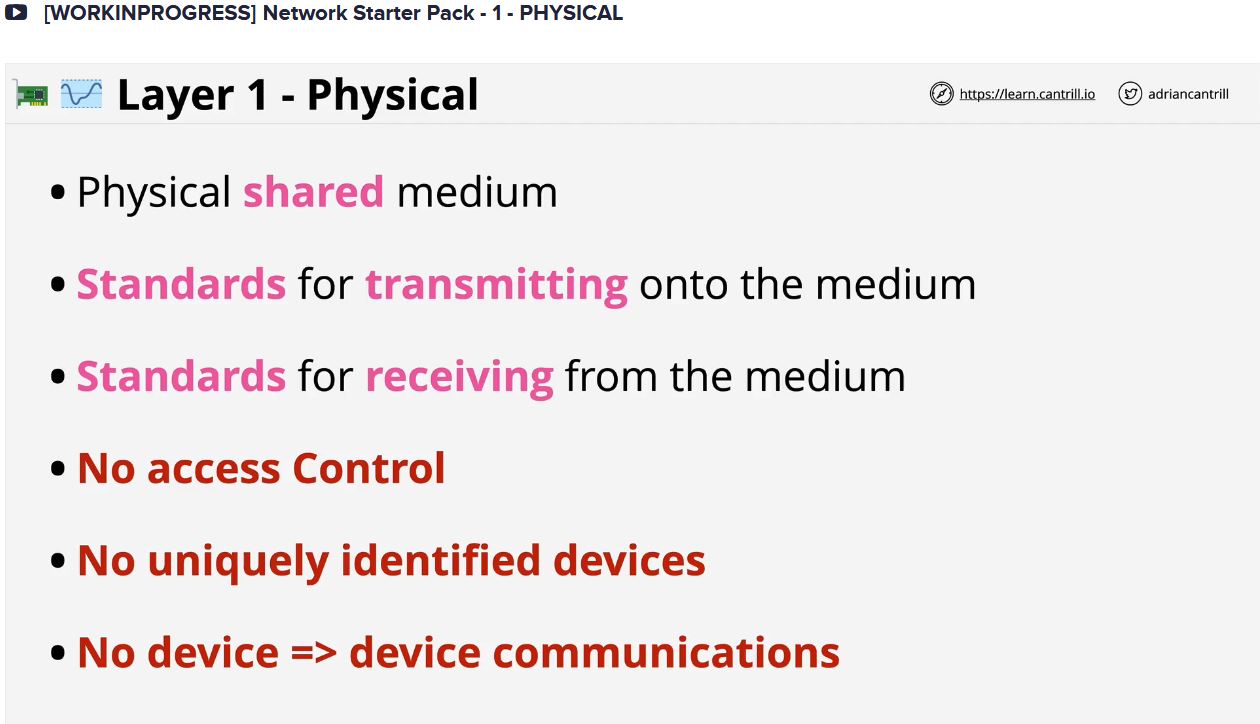 [WORKINPROGRESS] Network Starter Pack - 1 - PHYSICAL
Layer 1 - Physical
https://learn.cantrill.io
adriancantrill
• Physical shared medium
• Standards for transmitting onto the medium
• Standards for receiving from the medium
• No access Control
• No uniquely identified devices
• No device => device communications